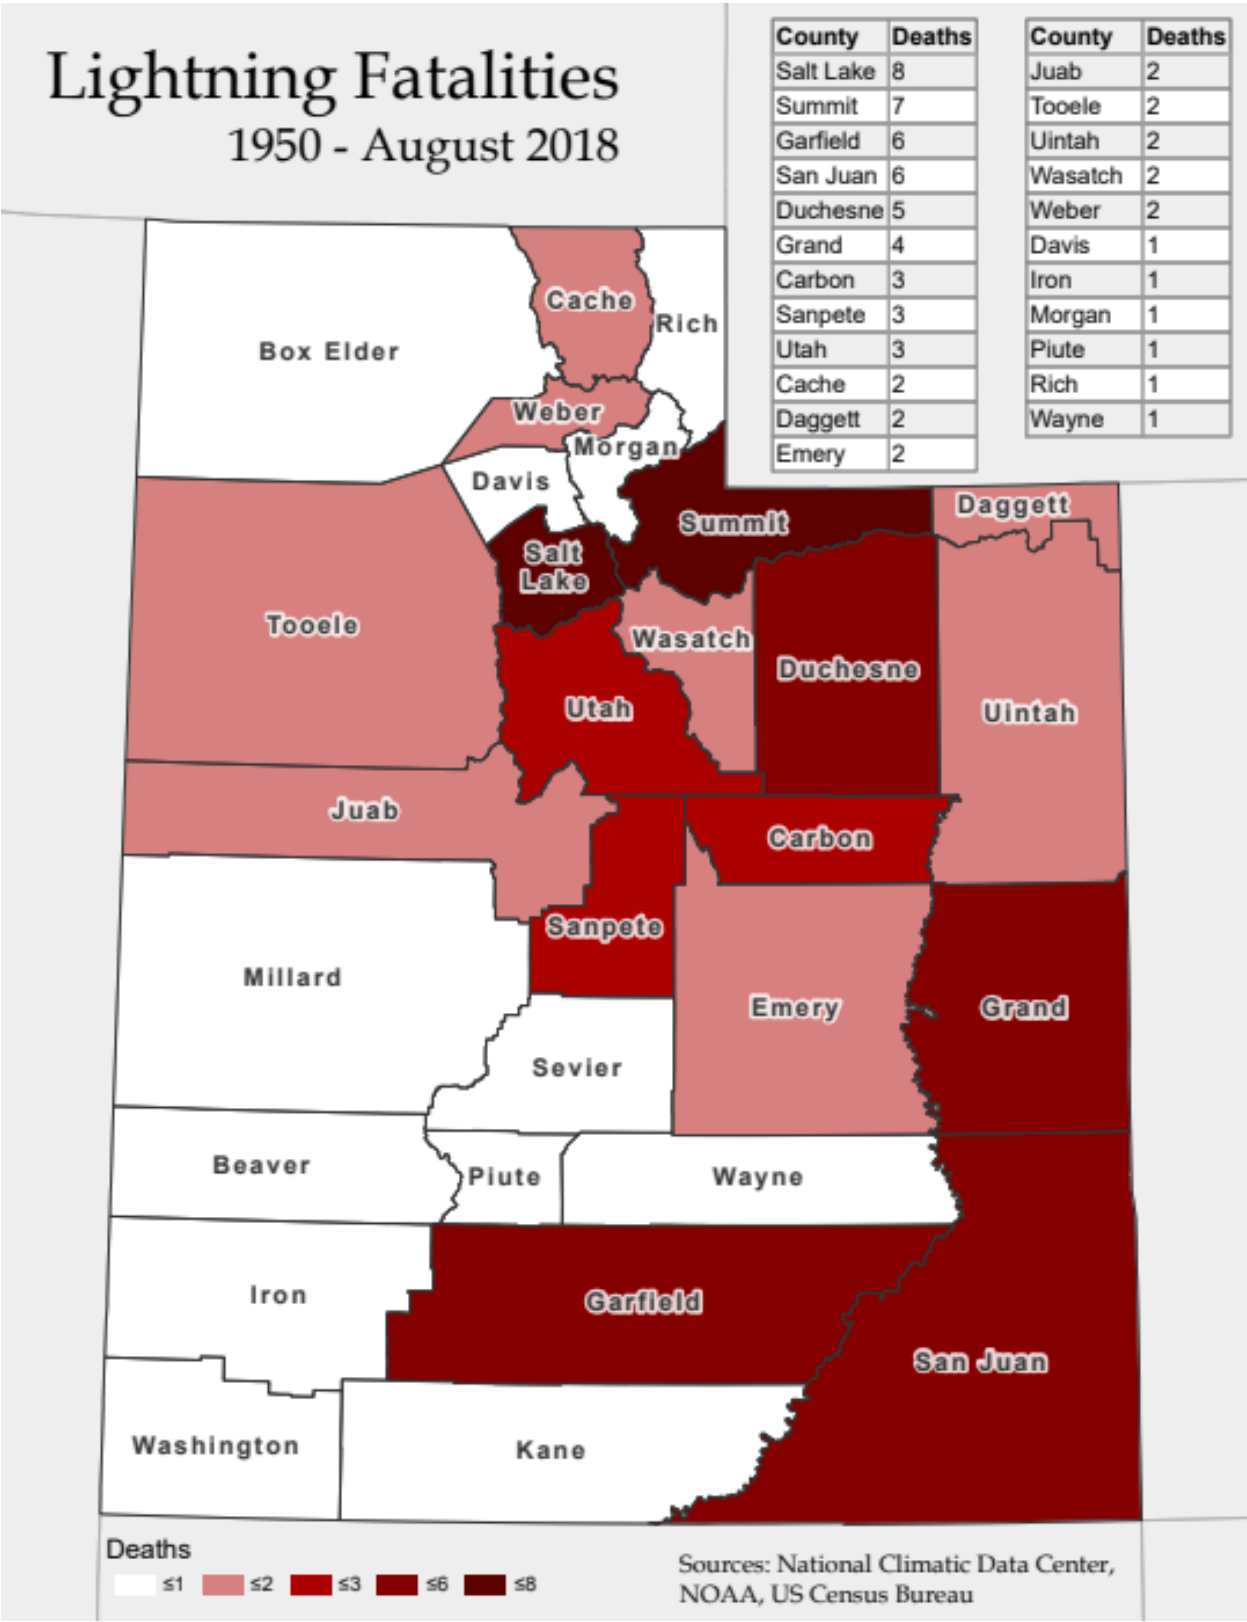 Lightning Fatalities
1950 - August 2018
County Deaths
Salt Lake 8
Summit 7
Garfield 6
San Juan 6
Duchesne 5
Grand 4
Carbon 3
Sanpete 3
Utah 3
Cache 2
Daggett 2
Emery 2
County Deaths
Juab 2
Tooele 2
Uintah 2
Wasatch 2
Weber 2
Davis 1
Iron 1
Morgan 1
Piute 1
Rich 1
Wayne 1
Cache
Rich
Box Elder
Weber
Morgan
Davis
Summit
Daggett
Salt
Lake
Tooele
Wasatch
Duchesne
Utah
Uintah
Juab
Carbon
Sanpete
Millard
Emery
Grand
Sevier
Beaver
Piute
Wayne
Iron
Garfield
San Juan
Washington
Kane
Deaths
≤1 ≤2 ≤3 ≤6 ≤8
Sources: National Climatic Data Center,
NOAA, US Census Bureau